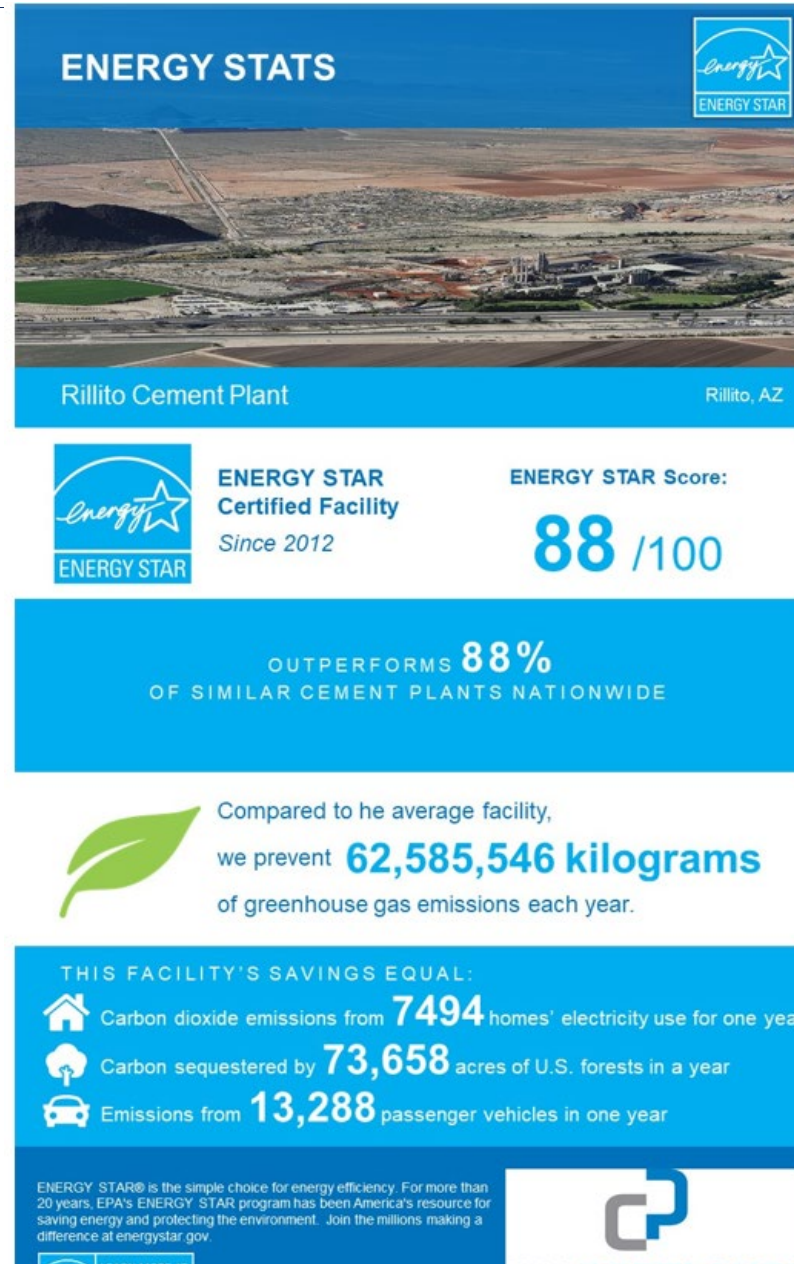 ENERGY STATS
energy
ENERGY STAR
Rillito Cement Plant
Rillito, AZ
energy
ENERGY STAR
ENERGY STAR
Certified Facility
Since 2012
ENERGY STAR Score:
88 /100
OUTPERFORMS 88%
OF SIMILAR CEMENT PLANTS NATIONWIDE
Compared to he average facility,
we prevent 62,585,546 kilograms
of greenhouse gas emissions each year.
THIS FACILITY'S SAVINGS EQUAL:
Carbon dioxide emissions from 7494 homes' electricity use for one yea
Carbon sequestered by 73,658 acres of U.S. forests in a year
Emissions from 13,288 passenger vehicles in one year
ENERGY STAR® is the simple choice for energy efficiency. For more than
20 years, EPA's ENERGY STAR program has been America's resource for
saving energy and protecting the environment. Join the millions making a
difference at energystar.gov.
CP